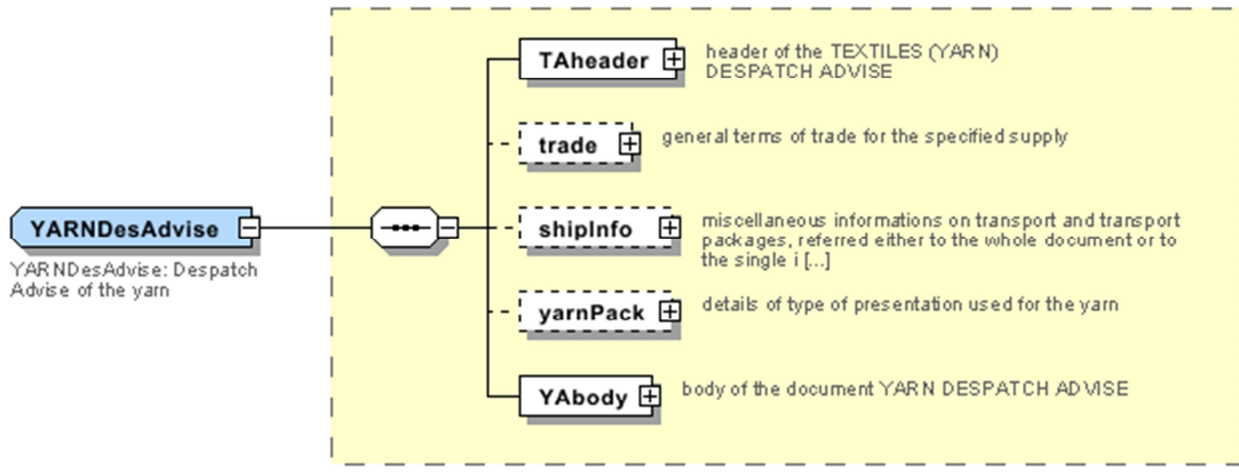 TAheader
header of the TEXTILES (YARN)
DESPATCH ADVISE
trade
general terms of trade for the specified supply
YARNDesAdvise
YARNDesAdvise: Despatch
Advise of the yarn
shipInfo
miscellaneous informations on transport and transport
packages, referred either to the whole document or to
the single i [...]
yarnPack
details of type of presentation used for the yarn
YAbody
body of the document YARN DESPATCH ADVISE